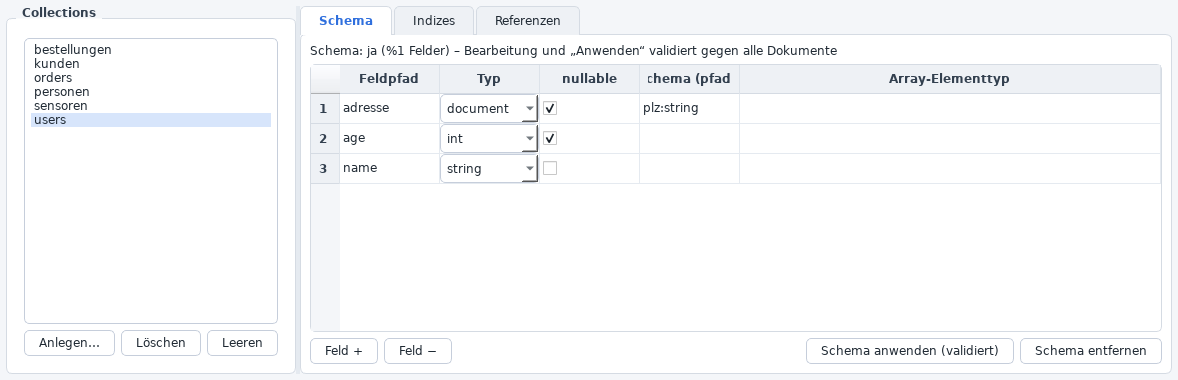 Collections
bestellungen
kunden
orders
personen
sensoren
users
Anlegen...
Löschen
Leeren
Schema
Indizes
Referenzen
Schema: ja (%1 Felder) – Bearbeitung und „Anwenden“ validiert gegen alle Dokumente
Feldpfad
Typ
nullable
chema (pfad
Array-Elementtyp
1
adresse
document
plz:string
2
age
int
3
name
string
Feld +
Feld −
Schema anwenden (validiert)
Schema entfernen